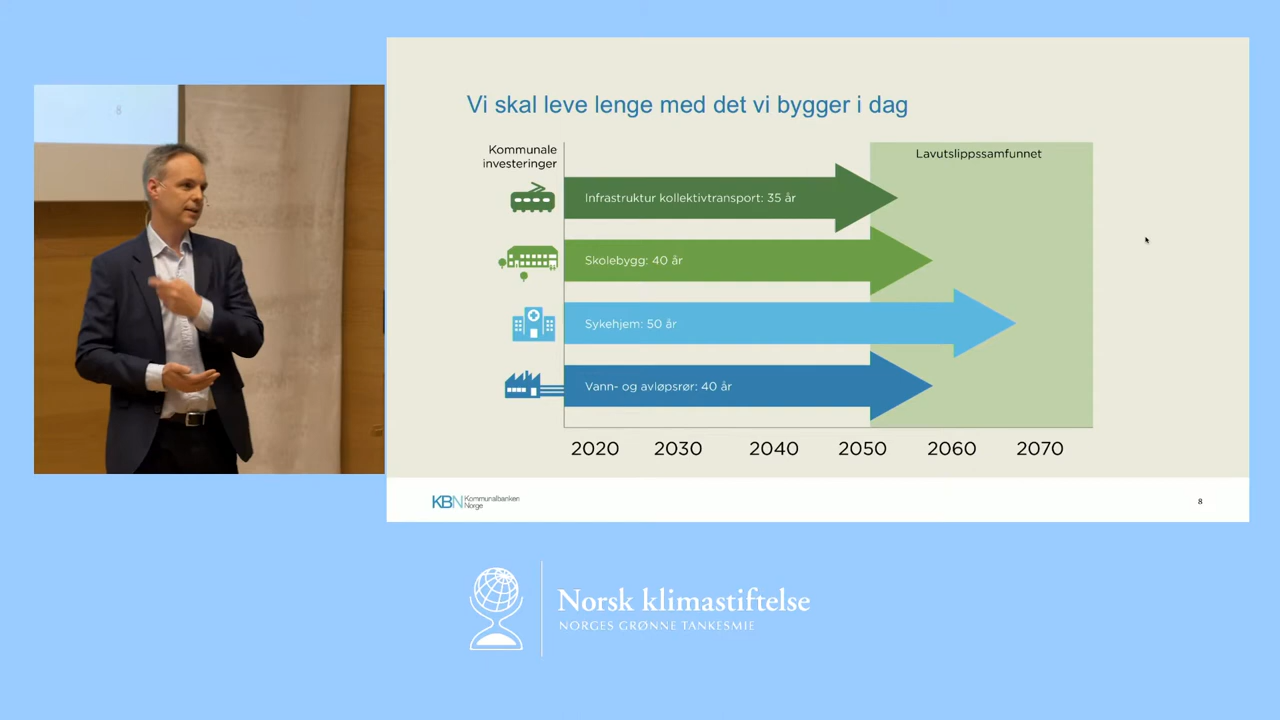 8
Vi skal leve lenge med det vi bygger i dag
Kommunale
investeringer
Lavutslippssamfunnet
Infrastruktur kollektivtransport: 35 år
Skolebygg: 40 år
Sykehjem: 50 år
Vann- og avløpsrør: 40 år
2020 2030 2040 2050 2060 2070
KBN Kommunalbanken
Norge
8
Norsk klimastiftelse
NORGES GRØNNE TANKESMIE